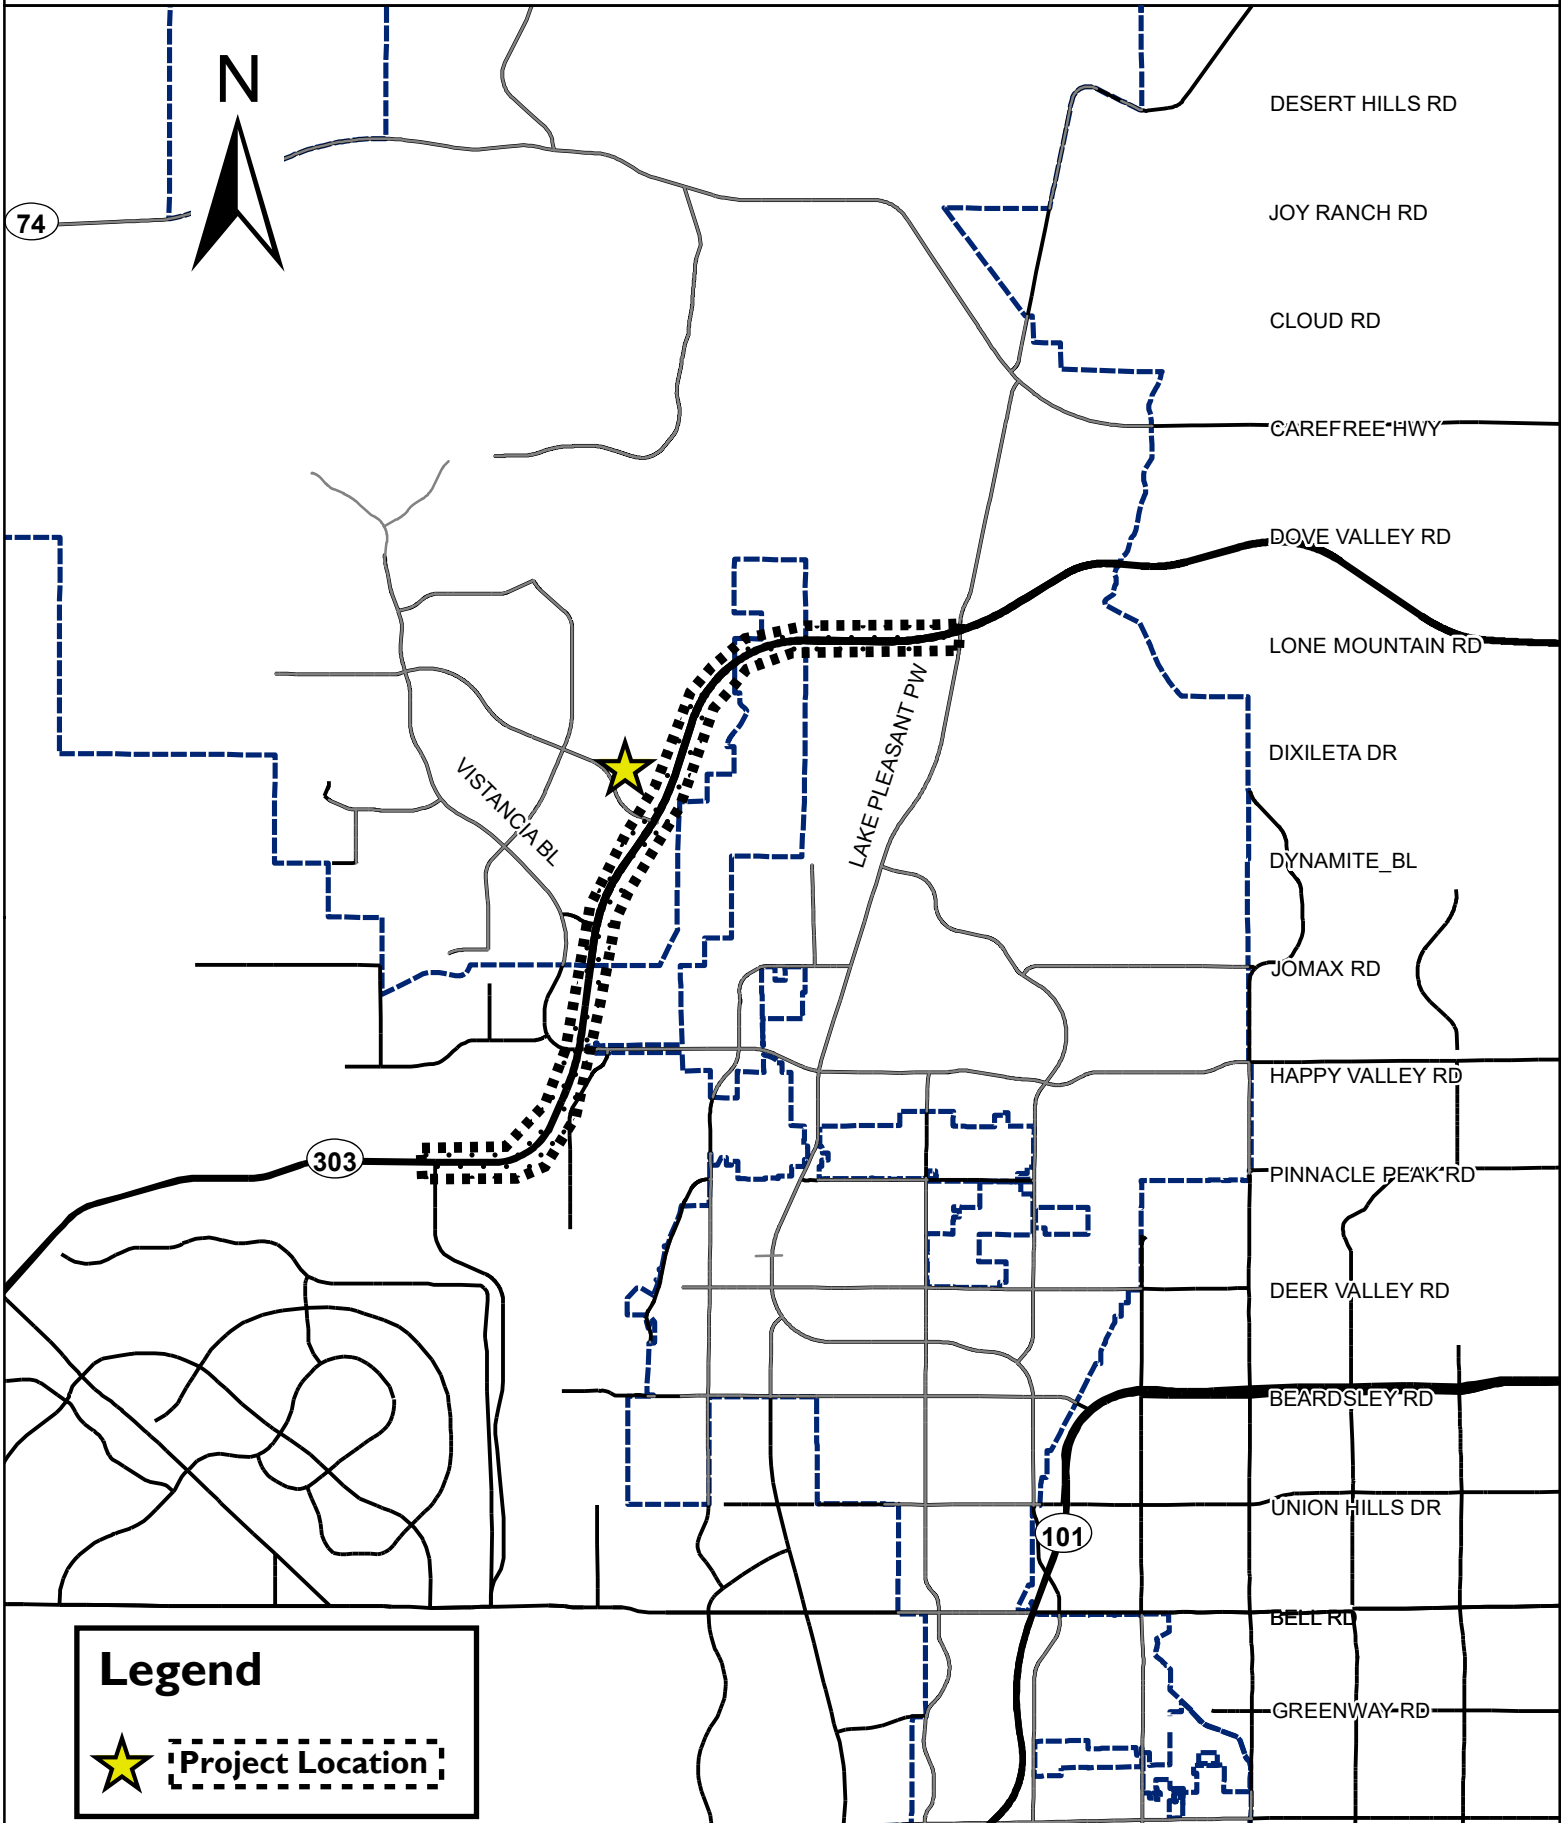 N
DESERT HILLS RD
JOY RANCH RD
74
CLOUD RD
CAREFREE HWY
DOVE VALLEY RD
LONE MOUNTAIN RD
LAKE PLEASANT PW
DIXILETA DR
VISTANCIA BL
DYNAMITE_BL
JOMAX RD
HAPPY VALLEY RD
303
PINNACLE PEAK RD
DEER VALLEY RD
BEARDSLEY RD
UNION HILLS DR
101
BELL RD
Legend
GREENWAY RD
Project Location